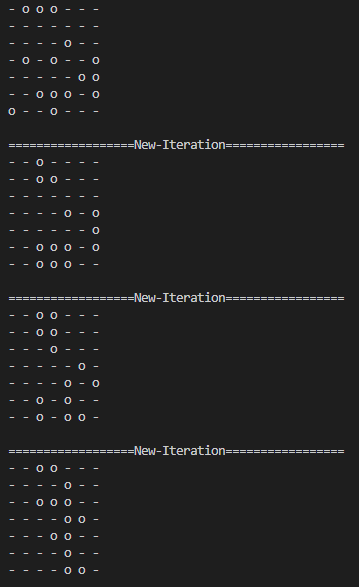 - o o o - - -
- - - - - - -
- - - - o - -
- o - o - - o
- - - - - o o
- - o o o - o
o - - o - - -
==================New-Iteration=================
- - o - - - -
- - o o - - -
- - - - - - -
- - - - o - o
- - - - - - o
- - o o o - o
- - o o o - -
==================New-Iteration=================
- - o o - - -
- - o o - - -
- - - o - - -
- - - - - o -
- - - - o - o
- - o - o - -
- - o - o o -
==================New-Iteration=================
- - o o - - -
- - - - o - -
- - o o o - -
- - - - o o -
- - - o o - -
- - - - o - -
- - - - o o -